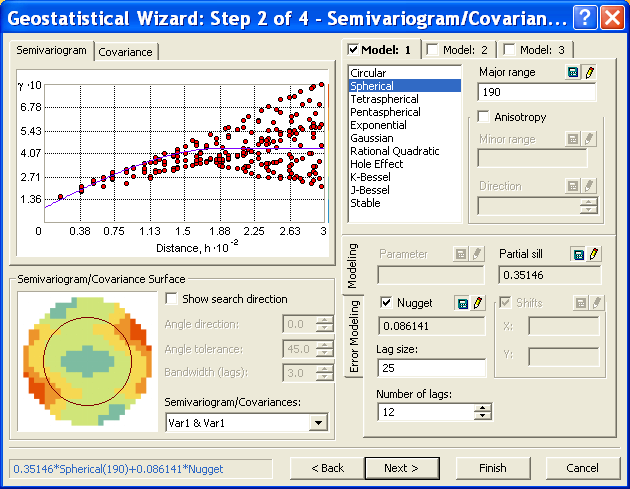 Geostatistical Wizard: Step 2 of 4 - Semivariogram/Covarian...
Semivariogram
Covariance
γ ·10
6.78
5.43
4.07
2.71
1.36
0
0.38
0.75
1.13
1.5
1.88
2.25
2.63
3
Distance, h ·10⁻²
Semivariogram/Covariance Surface
Show search direction
Angle direction:
0.0
Angle tolerance:
45.0
Bandwidth (lags):
3.0
Semivariogram/Covariances:
Var1 & Var1
Model: 1
Model: 2
Model: 3
Circular
Spherical
Tetraspherical
Pentaspherical
Exponential
Gaussian
Rational Quadratic
Hole Effect
K-Bessel
J-Bessel
Stable
Major range
190
Anisotropy
Minor range
Direction
Modeling
Error Modeling
Parameter
Partial sill
0.35146
Nugget
0.086141
Shifts
X:
Y:
Lag size:
25
Number of lags:
12
0.35146*Spherical(190)+0.086141*Nugget
< Back
Next >
Finish
Cancel